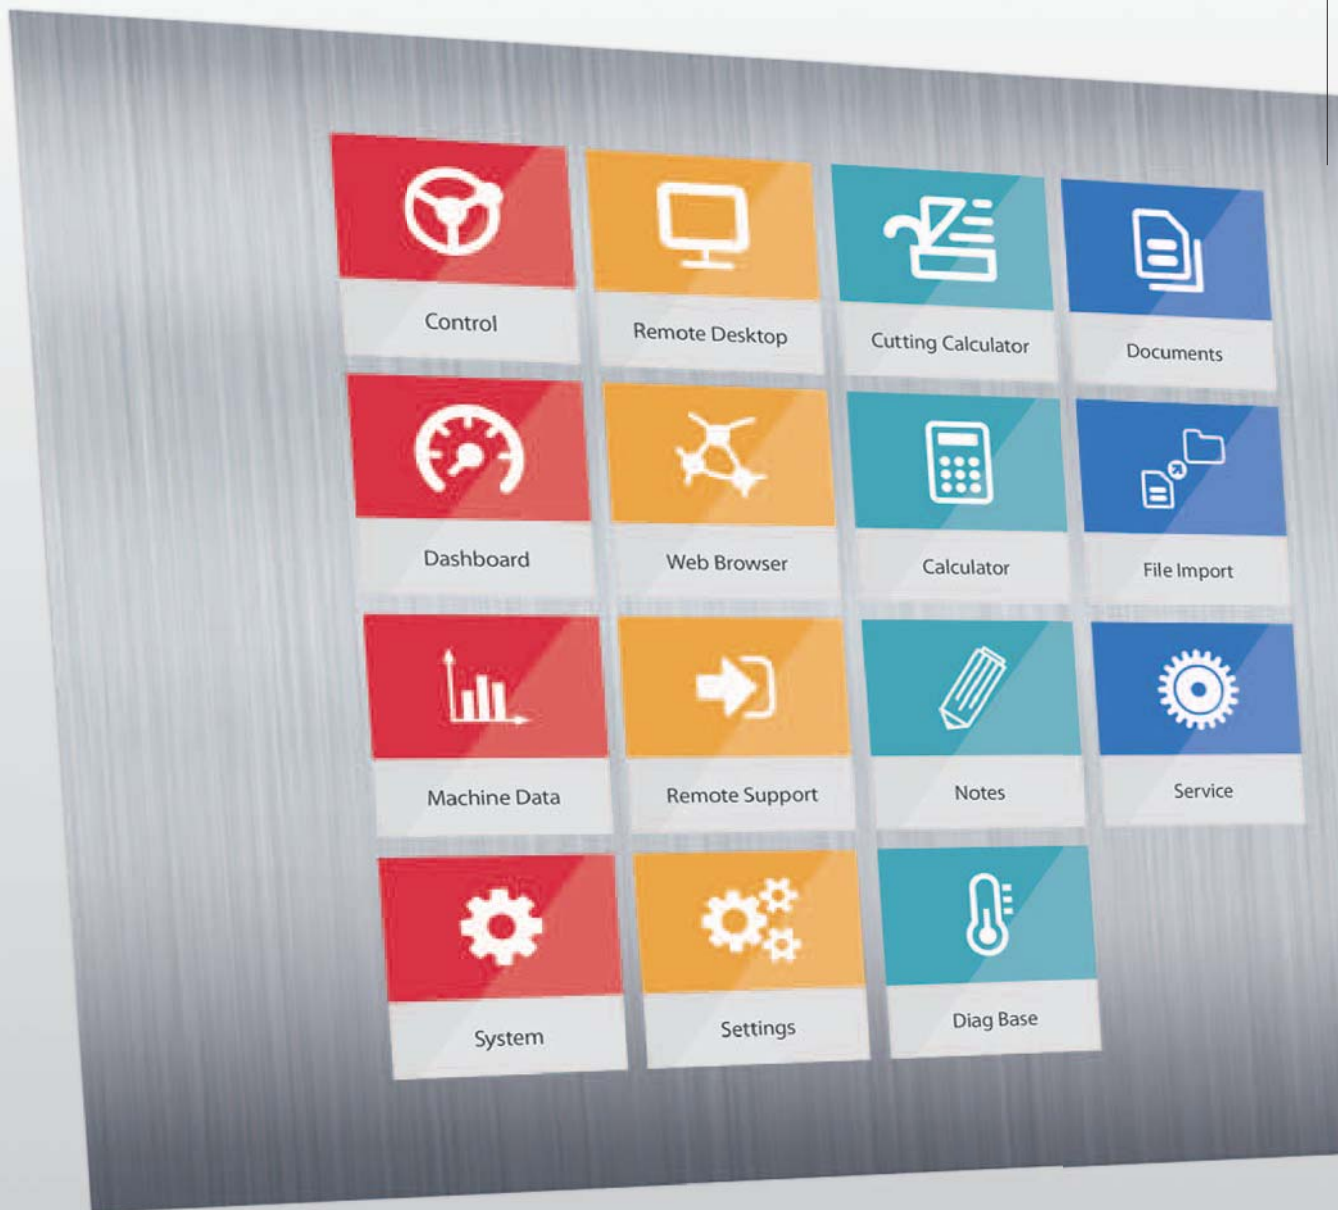 Control
Remote Desktop
Cutting Calculator
Documents
Dashboard
Web Browser
Calculator
File Import
Machine Data
Remote Support
Notes
Service
System
Settings
Diag Base